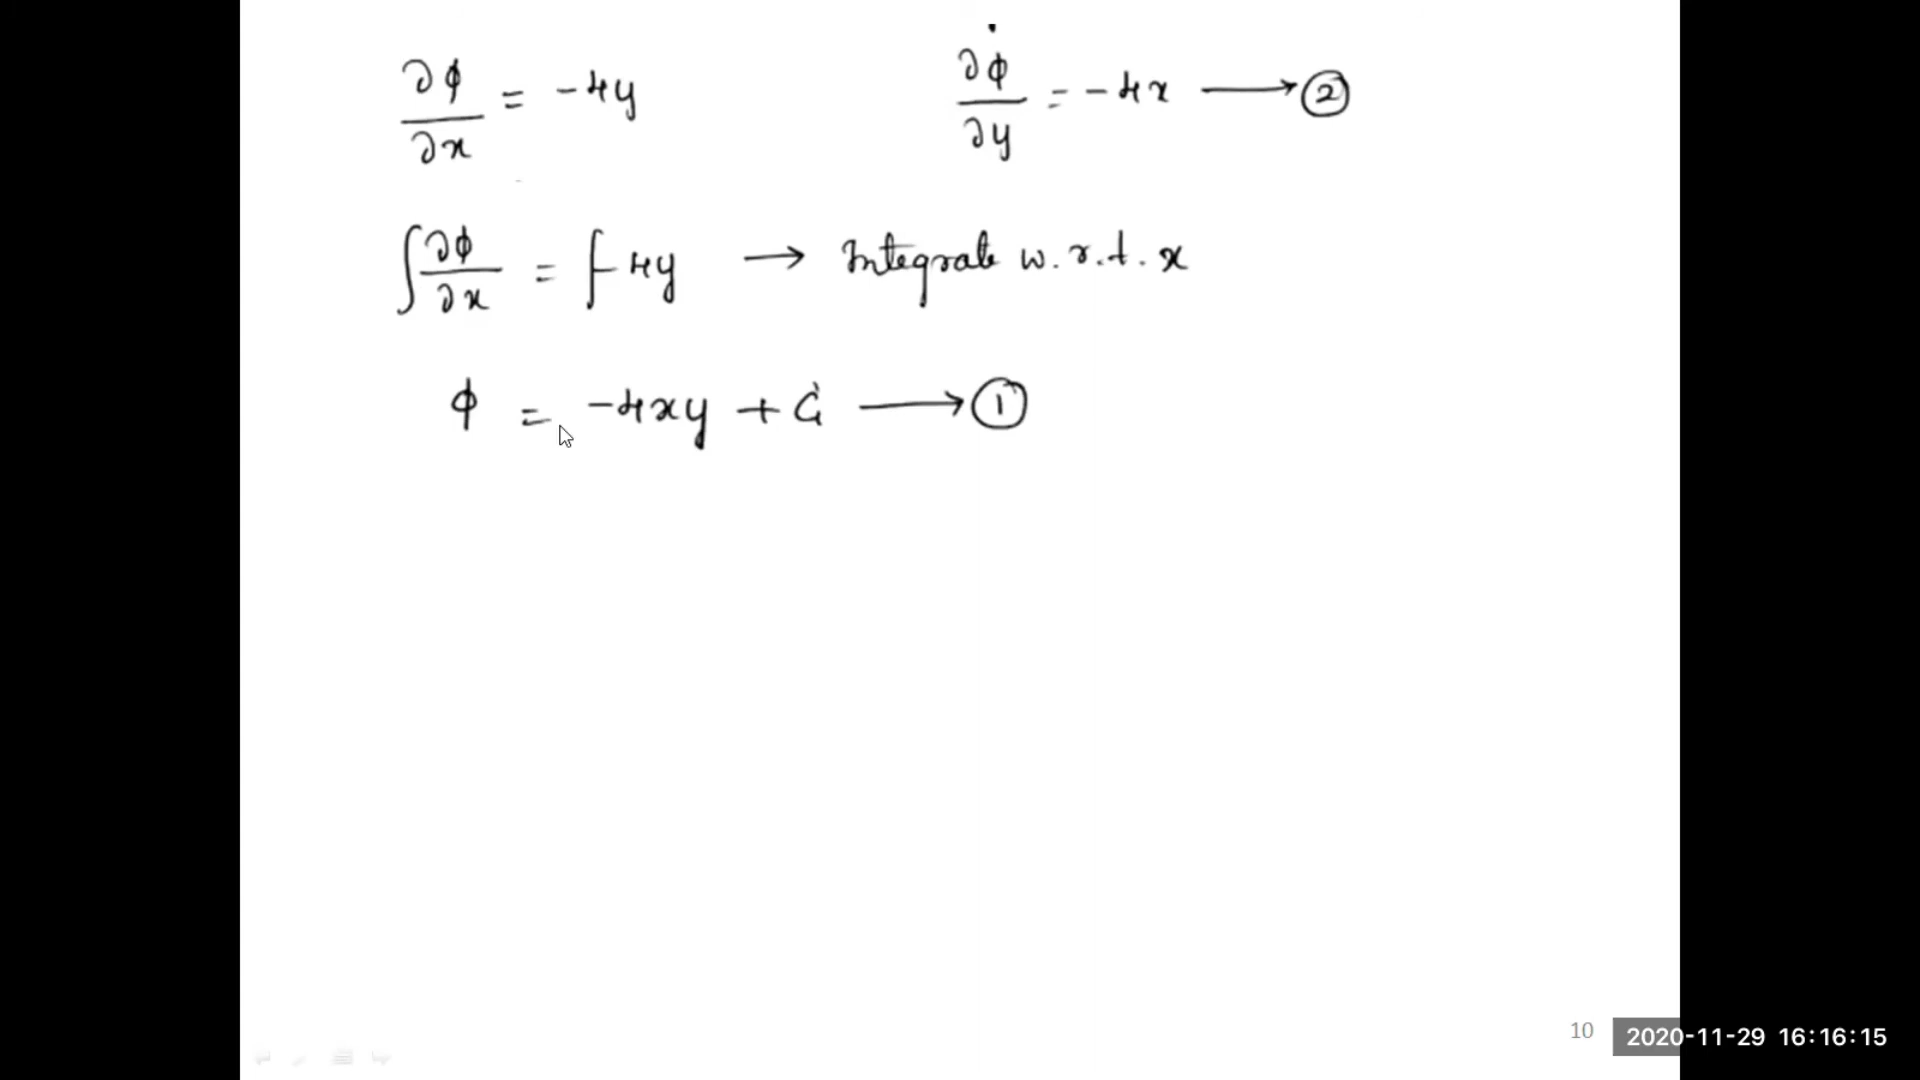 ∂ϕ/∂x = -4y ∂ϕ/∂y = -4x ⟶ ②
∫ ∂ϕ/∂x = ∫-4y → Integrate w.r.t. x
ϕ = -4xy + C₁ ⟶ ①
10
2020-11-29 16:16:15